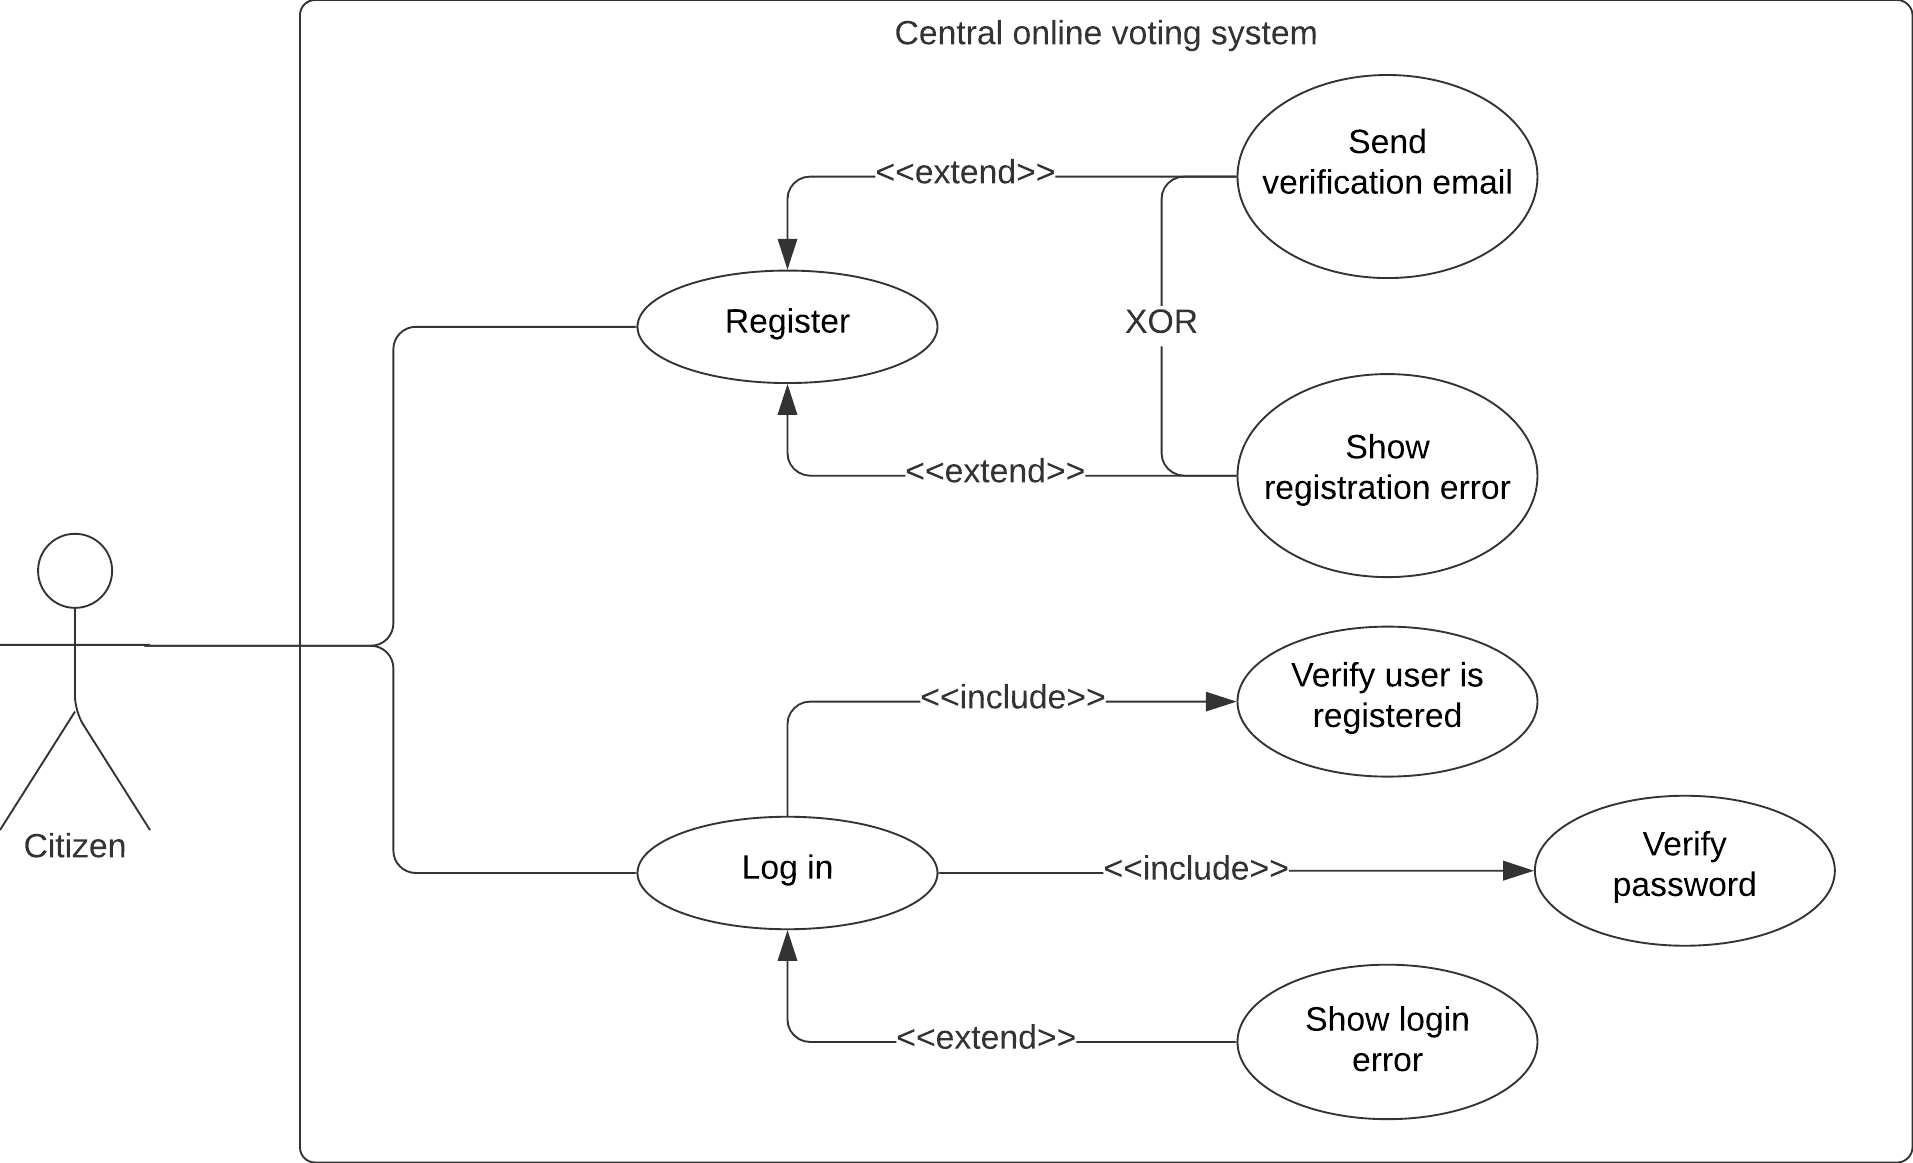 Central online voting system
Send
verification email
<<extend>>
Register
XOR
Show
registration error
<<extend>>
Citizen
Verify user is
registered
<<include>>
Log in
<<include>>
Verify
password
Show login
error
<<extend>>